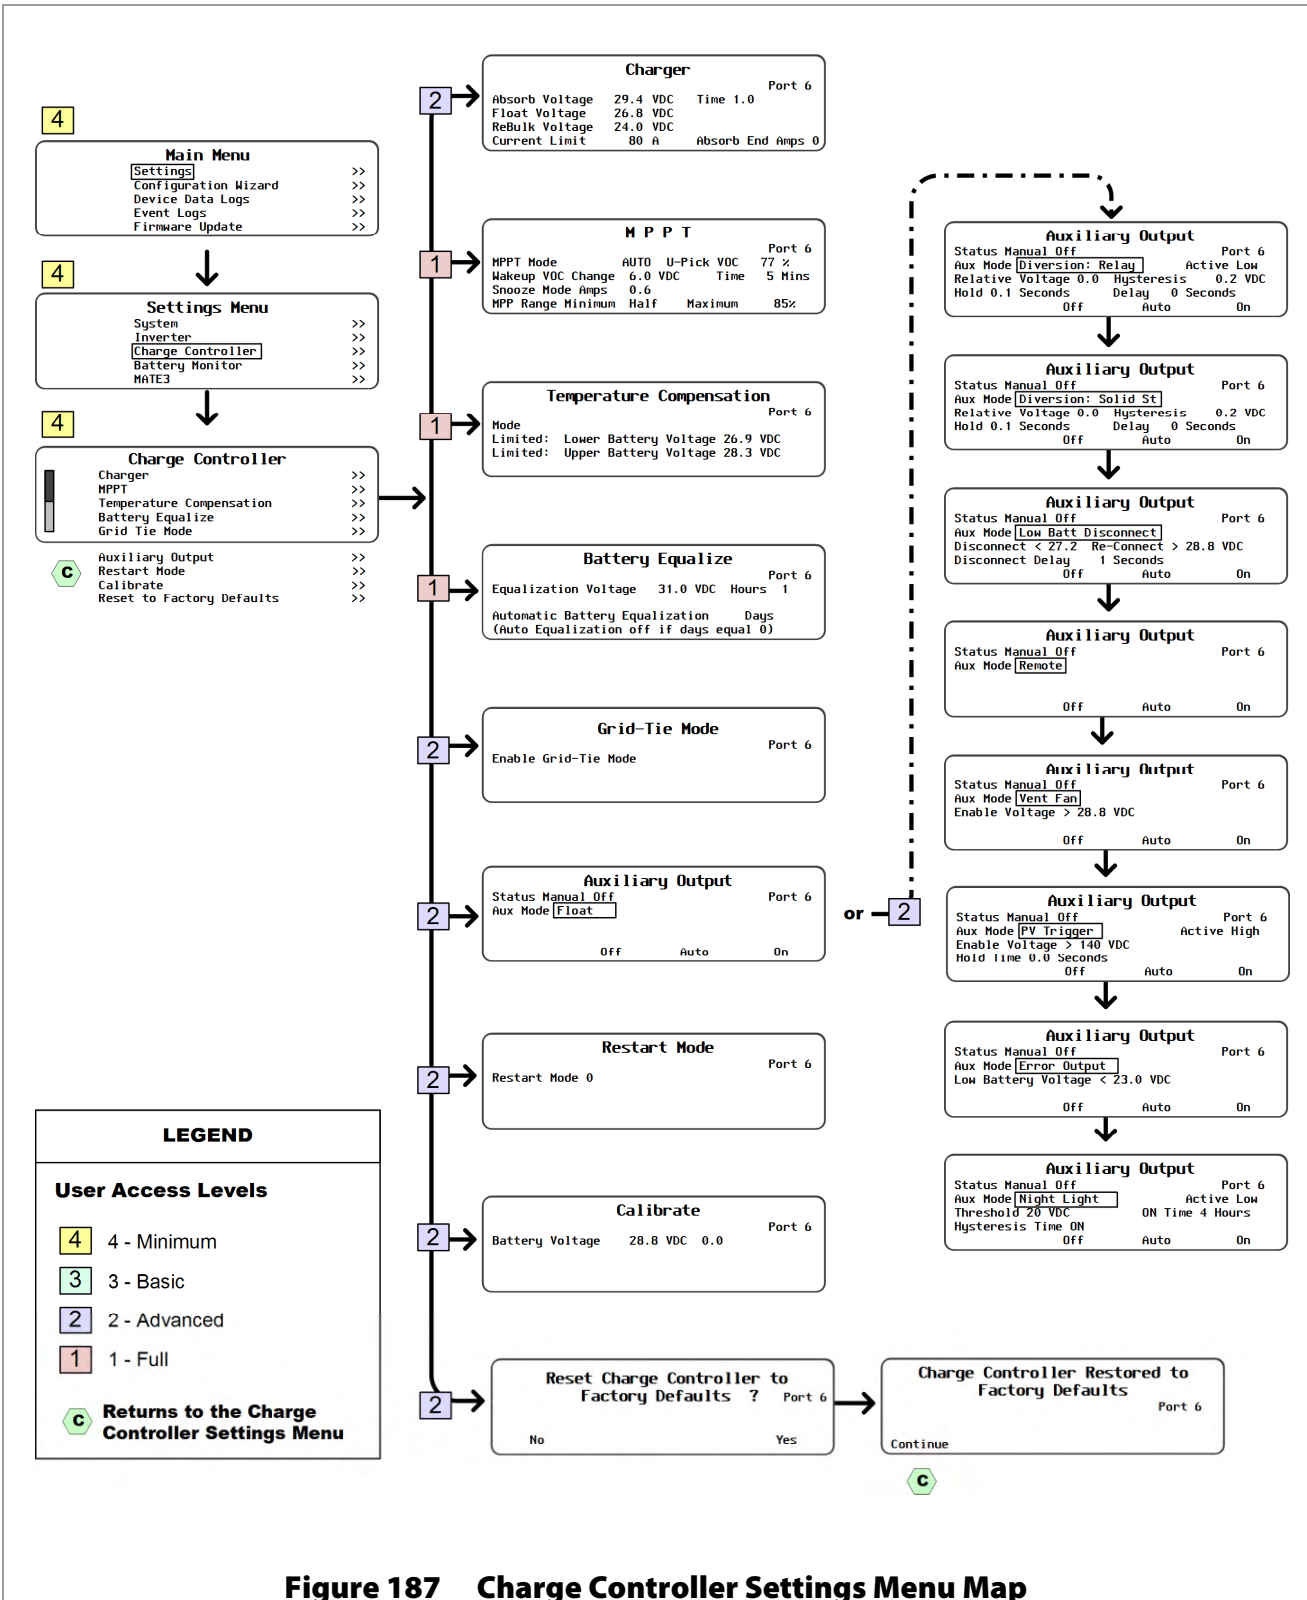 4
Main Menu
Settings >>
Configuration Wizard >>
Device Data Logs >>
Event Logs >>
Firmware Update >>
4
Settings Menu
System >>
Inverter >>
Charge Controller >>
Battery Monitor >>
MATE3 >>
4
Charge Controller
Charger >>
MPPT >>
Temperature Compensation >>
Battery Equalize >>
Grid Tie Mode >>
Auxiliary Output >>
Restart Mode >>
Calibrate >>
Reset to Factory Defaults >>
C
2
Charger
Port 6
Absorb Voltage 29.4 VDC Time 1.0
Float Voltage 26.8 VDC
ReBulk Voltage 24.0 VDC
Current Limit 80 A Absorb End Amps 0
1
M P P T
Port 6
MPPT Mode AUTO U-Pick VOC 77 %
Wakeup VOC Change 6.0 VDC Time 5 Mins
Snooze Mode Amps 0.6
MPP Range Minimum Half Maximum 85%
1
Temperature Compensation
Port 6
Mode
Limited: Lower Battery Voltage 26.9 VDC
Limited: Upper Battery Voltage 28.3 VDC
1
Battery Equalize
Port 6
Equalization Voltage 31.0 VDC Hours 1
Automatic Battery Equalization Days
(Auto Equalization off if days equal 0)
2
Grid-Tie Mode
Port 6
Enable Grid-Tie Mode
2
Auxiliary Output
Status Manual Off Port 6
Aux Mode Float
Off Auto On
or 2
2
Restart Mode
Port 6
Restart Mode 0
2
Calibrate
Port 6
Battery Voltage 28.8 VDC 0.0
2
Reset Charge Controller to
Factory Defaults ? Port 6
No Yes
Charge Controller Restored to
Factory Defaults
Port 6
Continue
C
Auxiliary Output
Status Manual Off Port 6
Aux Mode Diversion: Relay Active Low
Relative Voltage 0.0 Hysteresis 0.2 VDC
Hold 0.1 Seconds Delay 0 Seconds
Off Auto On
Auxiliary Output
Status Manual Off Port 6
Aux Mode Diversion: Solid St
Relative Voltage 0.0 Hysteresis 0.2 VDC
Hold 0.1 Seconds Delay 0 Seconds
Off Auto On
Auxiliary Output
Status Manual Off Port 6
Aux Mode Low Batt Disconnect
Disconnect < 27.2 Re-Connect > 28.8 VDC
Disconnect Delay 1 Seconds
Off Auto On
Auxiliary Output
Status Manual Off Port 6
Aux Mode Remote
Off Auto On
Auxiliary Output
Status Manual Off Port 6
Aux Mode Vent Fan
Enable Voltage > 28.8 VDC
Off Auto On
Auxiliary Output
Status Manual Off Port 6
Aux Mode PV Trigger Active High
Enable Voltage > 140 VDC
Hold Time 0.0 Seconds
Off Auto On
Auxiliary Output
Status Manual Off Port 6
Aux Mode Error Output
Low Battery Voltage < 23.0 VDC
Off Auto On
Auxiliary Output
Status Manual Off Port 6
Aux Mode Night Light Active Low
Threshold 20 VDC ON Time 4 Hours
Hysteresis Time ON
Off Auto On
LEGEND
User Access Levels
4 4 - Minimum
3 3 - Basic
2 2 - Advanced
1 1 - Full
C Returns to the Charge
Controller Settings Menu
Figure 187 Charge Controller Settings Menu Map